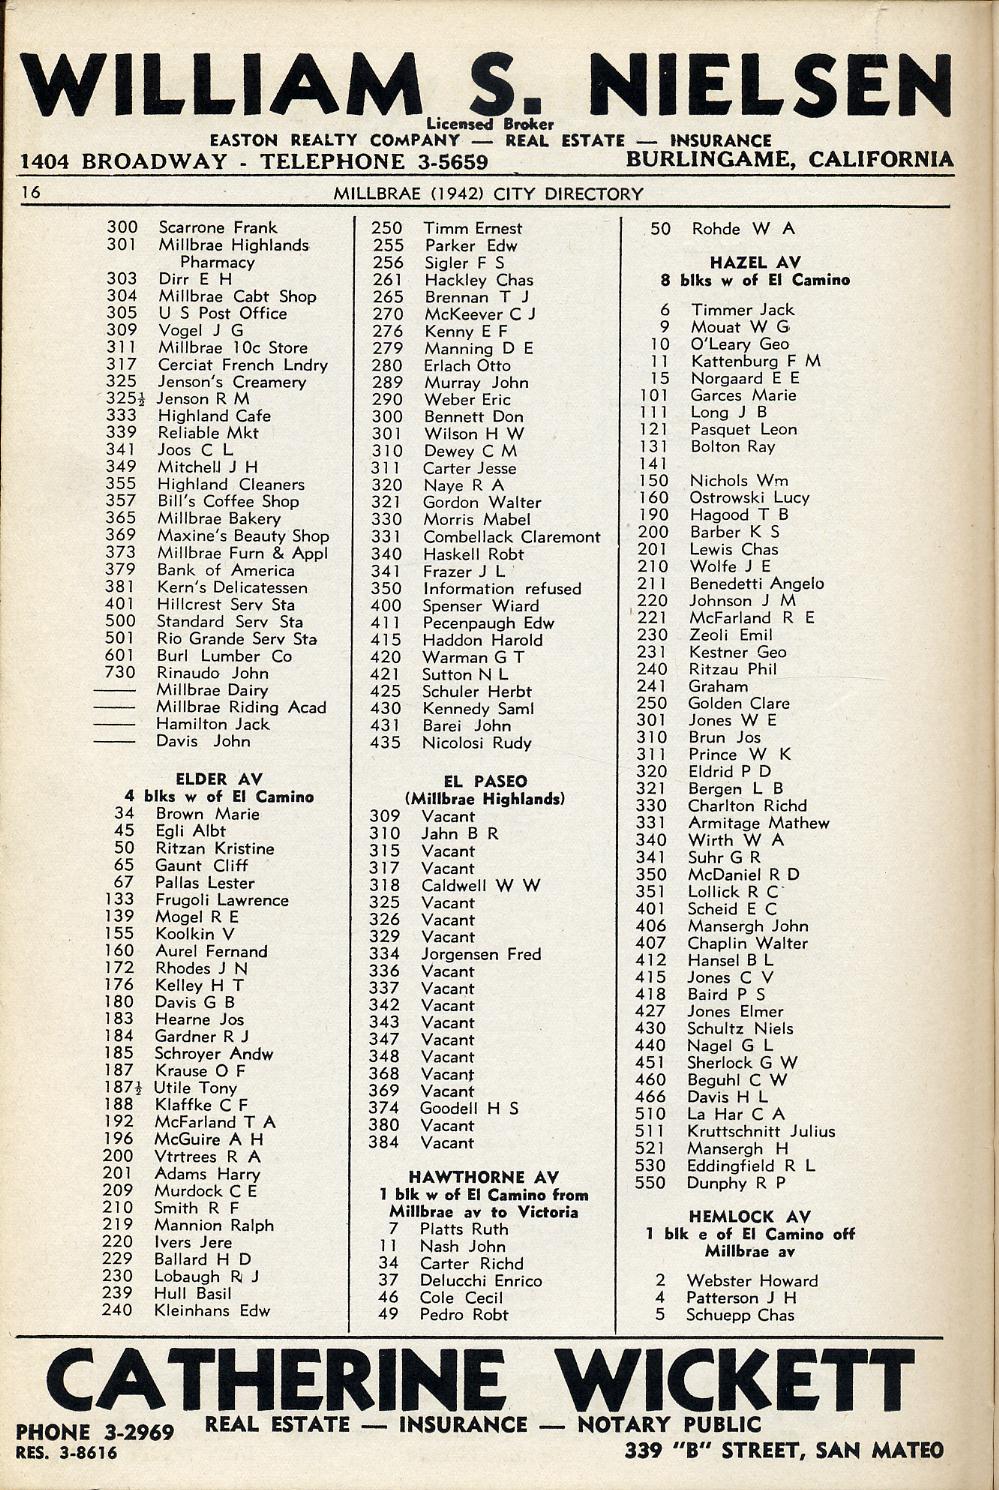 WILLIAM S. NIELSEN
Licensed Broker
EASTON REALTY COMPANY — REAL ESTATE — INSURANCE
1404 BROADWAY - TELEPHONE 3-5659 BURLINGAME, CALIFORNIA
16 MILLBRAE (1942) CITY DIRECTORY
300 Scarrone Frank
301 Millbrae Highlands
Pharmacy
303 Dirr E H
304 Millbrae Cabt Shop
305 U S Post Office
309 Vogel J G
311 Millbrae 10c Store
317 Cerciat French Lndry
325 Jenson's Creamery
325½ Jenson R M
333 Highland Cafe
339 Reliable Mkt
341 Joos C L
349 Mitchell J H
355 Highland Cleaners
357 Bill's Coffee Shop
365 Millbrae Bakery
369 Maxine's Beauty Shop
373 Millbrae Furn & Appl
379 Bank of America
381 Kern's Delicatessen
401 Hillcrest Serv Sta
500 Standard Serv Sta
501 Rio Grande Serv Sta
601 Burl Lumber Co
730 Rinaudo John
—— Millbrae Dairy
—— Millbrae Riding Acad
—— Hamilton Jack
—— Davis John
ELDER AV
4 blks w of El Camino
34 Brown Marie
45 Egli Albt
50 Ritzan Kristine
65 Gaunt Cliff
67 Pallas Lester
133 Frugoli Lawrence
139 Mogel R E
155 Koolkin V
160 Aurel Fernand
172 Rhodes J N
176 Kelley H T
180 Davis G B
183 Hearne Jos
184 Gardner R J
185 Schroyer Andw
187 Krause O F
187½ Utile Tony
188 Klaffke C F
192 McFarland T A
196 McGuire A H
200 Vtrtrees R A
201 Adams Harry
209 Murdock C E
210 Smith R F
219 Mannion Ralph
220 Ivers Jere
229 Ballard H D
230 Lobaugh R J
239 Hull Basil
240 Kleinhans Edw
250 Timm Ernest
255 Parker Edw
256 Sigler F S
261 Hackley Chas
265 Brennan T J
270 McKeever C J
276 Kenny E F
279 Manning D E
280 Erlach Otto
289 Murray John
290 Weber Eric
300 Bennett Don
301 Wilson H W
310 Dewey C M
311 Carter Jesse
320 Naye R A
321 Gordon Walter
330 Morris Mabel
331 Combellack Claremont
340 Haskell Robt
341 Frazer J L
350 Information refused
400 Spenser Wiard
411 Pecenpaugh Edw
415 Haddon Harold
420 Warman G T
421 Sutton N L
425 Schuler Herbt
430 Kennedy Saml
431 Barei John
435 Nicolosi Rudy
EL PASEO
(Millbrae Highlands)
309 Vacant
310 Jahn B R
315 Vacant
317 Vacant
318 Caldwell W W
325 Vacant
326 Vacant
329 Vacant
334 Jorgensen Fred
336 Vacant
337 Vacant
342 Vacant
343 Vacant
347 Vacant
348 Vacant
368 Vacant
369 Vacant
374 Goodell H S
380 Vacant
384 Vacant
HAWTHORNE AV
1 blk w of El Camino from
Millbrae av to Victoria
7 Platts Ruth
11 Nash John
34 Carter Richd
37 Delucchi Enrico
46 Cole Cecil
49 Pedro Robt
50 Rohde W A
HAZEL AV
8 blks w of El Camino
6 Timmer Jack
9 Mouat W G
10 O'Leary Geo
11 Kattenburg F M
15 Norgaard E E
101 Garces Marie
111 Long J B
121 Pasquet Leon
131 Bolton Ray
141
150 Nichols Wm
160 Ostrowski Lucy
190 Hagood T B
200 Barber K S
201 Lewis Chas
210 Wolfe J E
211 Benedetti Angelo
220 Johnson J M
221 McFarland R E
230 Zeoli Emil
231 Kestner Geo
240 Ritzau Phil
241 Graham
250 Golden Clare
301 Jones W E
310 Brun Jos
311 Prince W K
320 Eldrid P D
321 Bergen L B
330 Charlton Richd
331 Armitage Mathew
340 Wirth W A
341 Suhr G R
350 McDaniel R D
351 Lollick R C
401 Scheid E C
406 Mansergh John
407 Chaplin Walter
412 Hansel B L
415 Jones C V
418 Baird P S
427 Jones Elmer
430 Schultz Niels
440 Nagel G L
451 Sherlock G W
460 Beguhl C W
466 Davis H L
510 La Har C A
511 Kruttschnitt Julius
521 Mansergh H
530 Eddingfield R L
550 Dunphy R P
HEMLOCK AV
1 blk e of El Camino off
Millbrae av
2 Webster Howard
4 Patterson J H
5 Schuepp Chas
CATHERINE WICKETT
REAL ESTATE — INSURANCE — NOTARY PUBLIC
PHONE 3-2969
RES. 3-8616
339 "B" STREET, SAN MATEO